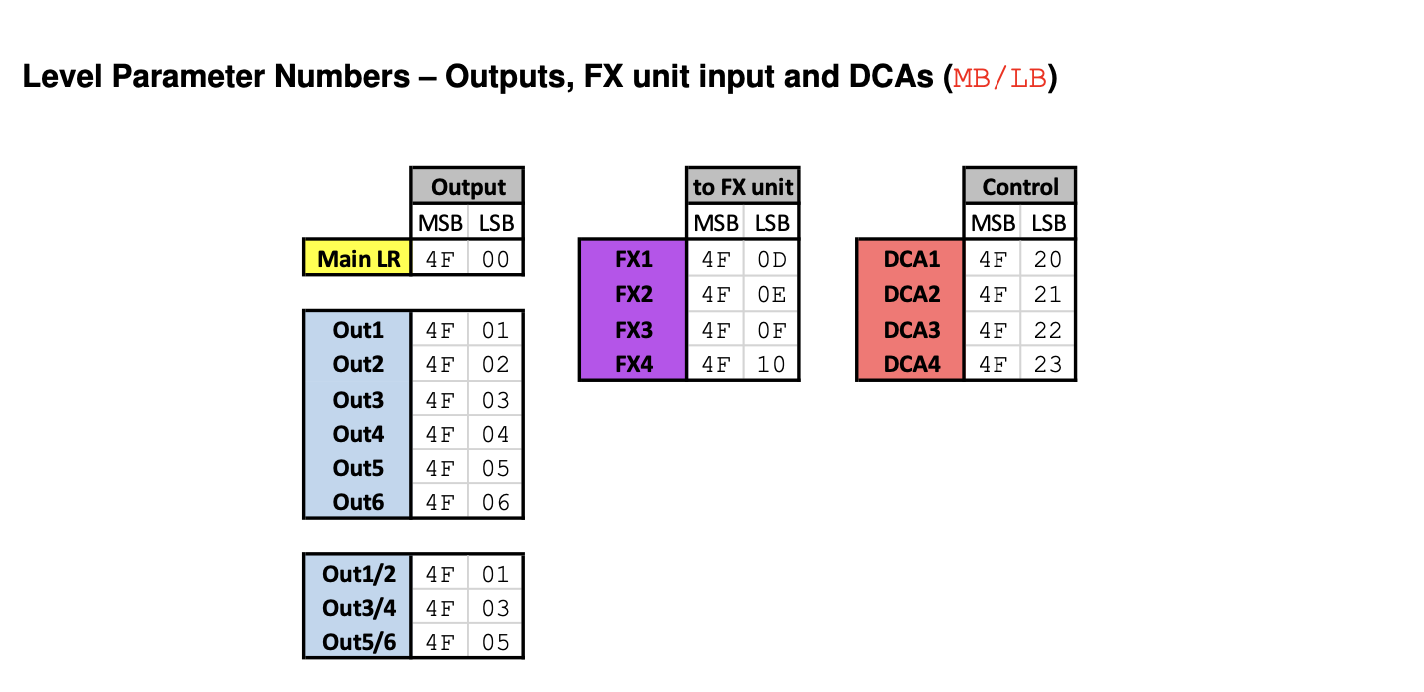 Level Parameter Numbers – Outputs, FX unit input and DCAs (MB/LB)
Output
MSB LSB
Main LR 4F 00
Out1 4F 01
Out2 4F 02
Out3 4F 03
Out4 4F 04
Out5 4F 05
Out6 4F 06
Out1/2 4F 01
Out3/4 4F 03
Out5/6 4F 05
to FX unit
MSB LSB
FX1 4F 0D
FX2 4F 0E
FX3 4F 0F
FX4 4F 10
Control
MSB LSB
DCA1 4F 20
DCA2 4F 21
DCA3 4F 22
DCA4 4F 23